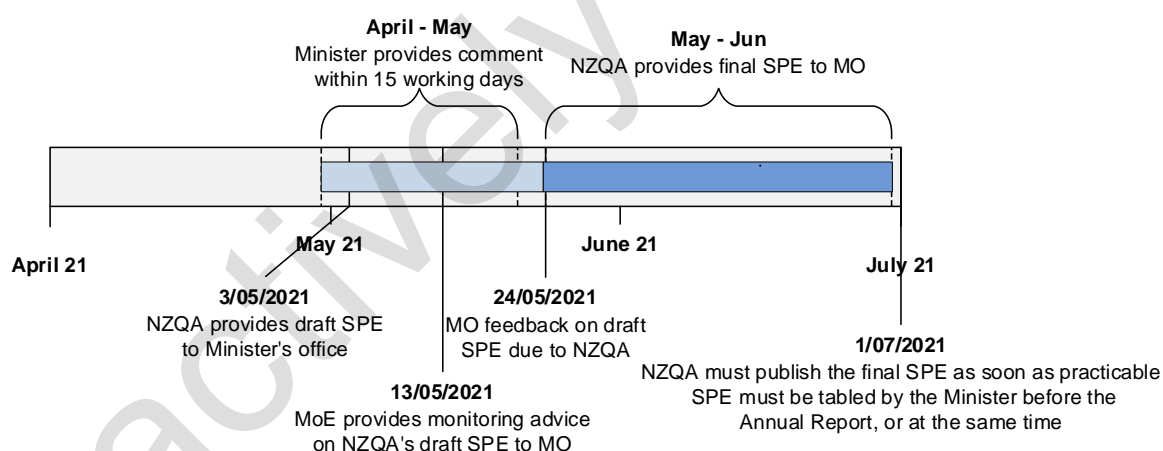 April - May
Minister provides comment
within 15 working days
May - Jun
NZQA provides final SPE to MO
April 21
May 21
June 21
July 21
3/05/2021
NZQA provides draft SPE
to Minister's office
24/05/2021
MO feedback on draft
SPE due to NZQA
13/05/2021
MoE provides monitoring advice
on NZQA's draft SPE to MO
1/07/2021
NZQA must publish the final SPE as soon as practicable
SPE must be tabled by the Minister before the
Annual Report, or at the same time
actively